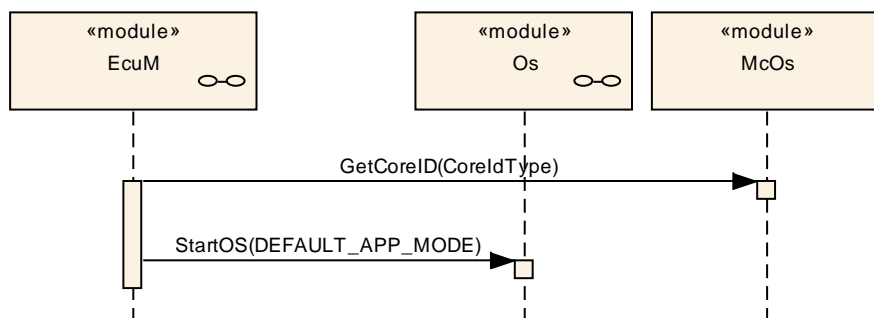 «module»
EcuM
«module»
Os
«module»
McOs
GetCoreID(CoreIdType)
StartOS(DEFAULT_APP_MODE)